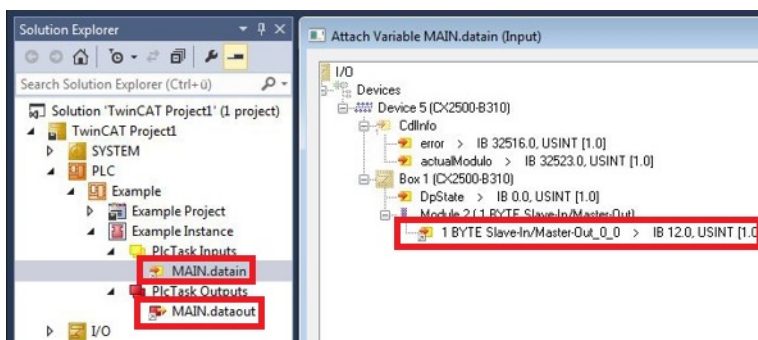 Solution Explorer
Search Solution Explorer (Ctrl+ü)
Solution 'TwinCAT Project1' (1 project)
TwinCAT Project1
SYSTEM
PLC
Example
Example Project
Example Instance
PlcTask Inputs
MAIN.datain
PlcTask Outputs
MAIN.dataout
I/O
Attach Variable MAIN.datain (Input)
I/O
Devices
Device 5 (CX2500-B310)
CdlInfo
error > IB 32516.0, USINT [1.0]
actualModulo > IB 32523.0, USINT [1.0]
Box 1 (CX2500-B310)
DpState > IB 0.0, USINT [1.0]
Module 2 (1 BYTE Slave-In/Master-Out)
1 BYTE Slave-In/Master-Out_0_0 > IB 12.0, USINT [1.0